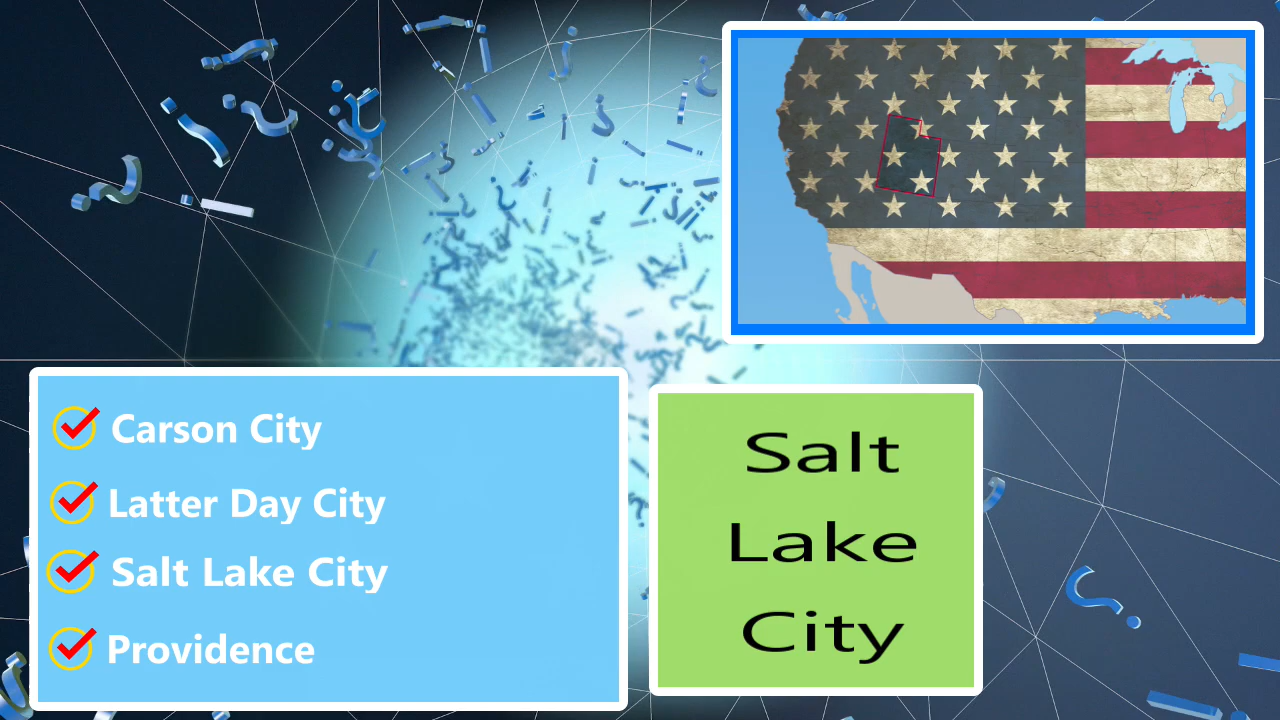 Carson City
Latter Day City
Salt Lake City
Providence
Salt
Lake
City